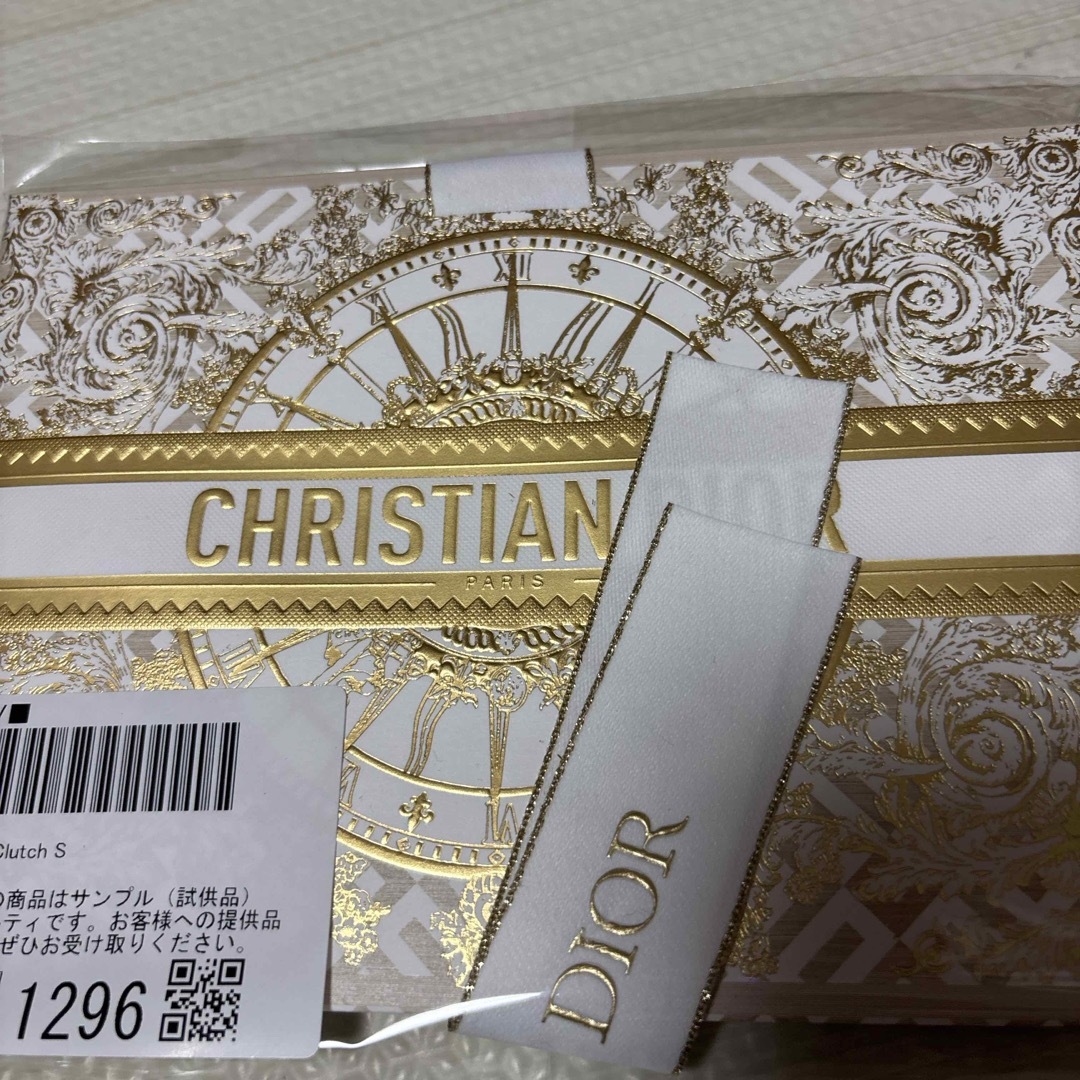 XII
CHRISTIAN R
PARIS
Clutch S
の商品はサンプル（試供品）
ティです。お客様への提供品
ぜひお受け取りください。
1296
DIOR